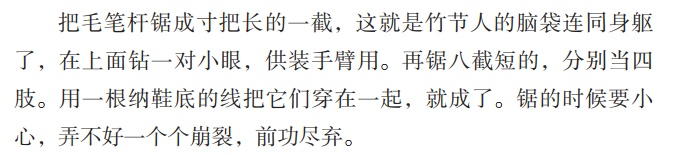 把毛笔杆锯成寸把长的一截，这就是竹节人的脑袋连同身躯
了，在上面钻一对小眼，供装手臂用。再锯八截短的，分别当四
肢。用一根纳鞋底的线把它们穿在一起，就成了。锯的时候要小
心，弄不好一个个崩裂，前功尽弃。